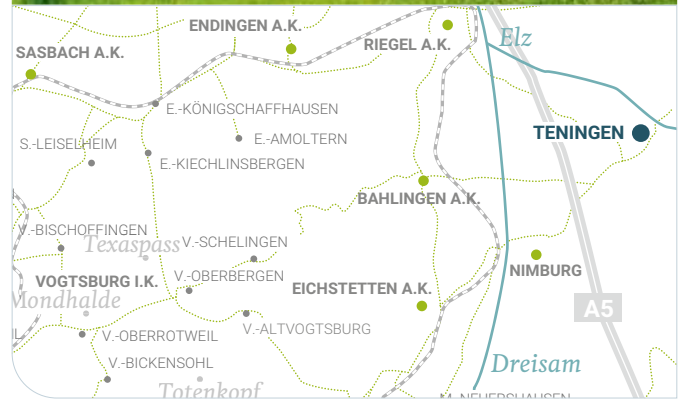 ENDINGEN A.K.
Elz
RIEGEL A.K.
SASBACH A.K.
E.-KÖNIGSCHAFFHAUSEN
TENINGEN
E.-AMOLTERN
S.-LEISELHEIM
E.-KIECHLINSBERGEN
BAHLINGEN A.K.
V.-BISCHOFFINGEN
Texaspass
V.-SCHELINGEN
NIMBURG
V.-OBERBERGEN
VOGTSBURG I.K.
EICHSTETTEN A.K.
Mondhalde
A5
V.-ALTVOGTSBURG
V.-OBERROTWEIL
V.-BICKENSOHL
Dreisam
Totenkopf
M.-NEUERSHAUSEN